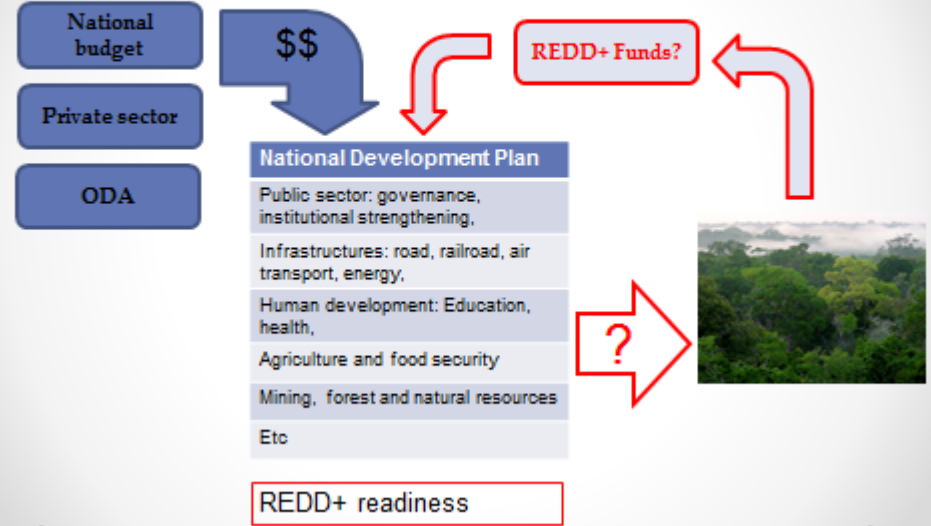 National
budget
Private sector
ODA
$$
REDD+ Funds?
National Development Plan
Public sector: governance,
institutional strengthening,
Infrastructures: road, railroad, air
transport, energy,
Human development: Education,
health,
Agriculture and food security
Mining, forest and natural resources
Etc
?
REDD+ readiness